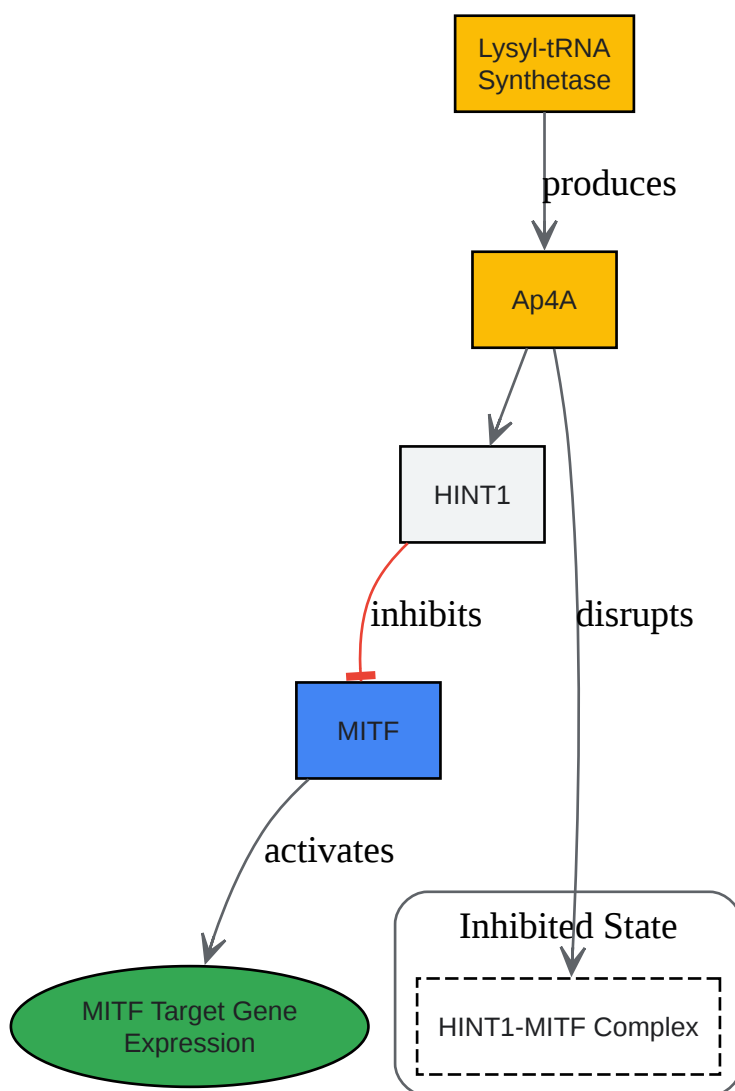 Lysyl-tRNA
Synthetase
produces
Ap4A
HINT1
inhibits
disrupts
MITF
activates
Inhibited State
MITF Target Gene
Expression
HINT1-MITF Complex